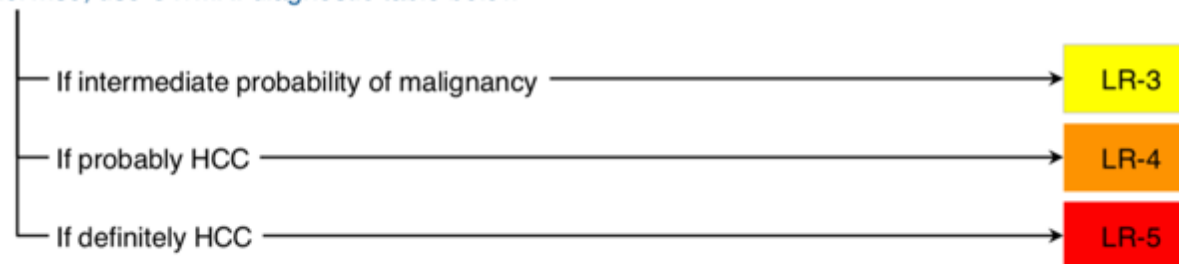 If intermediate probability of malignancy LR-3
If probably HCC LR-4
If definitely HCC LR-5